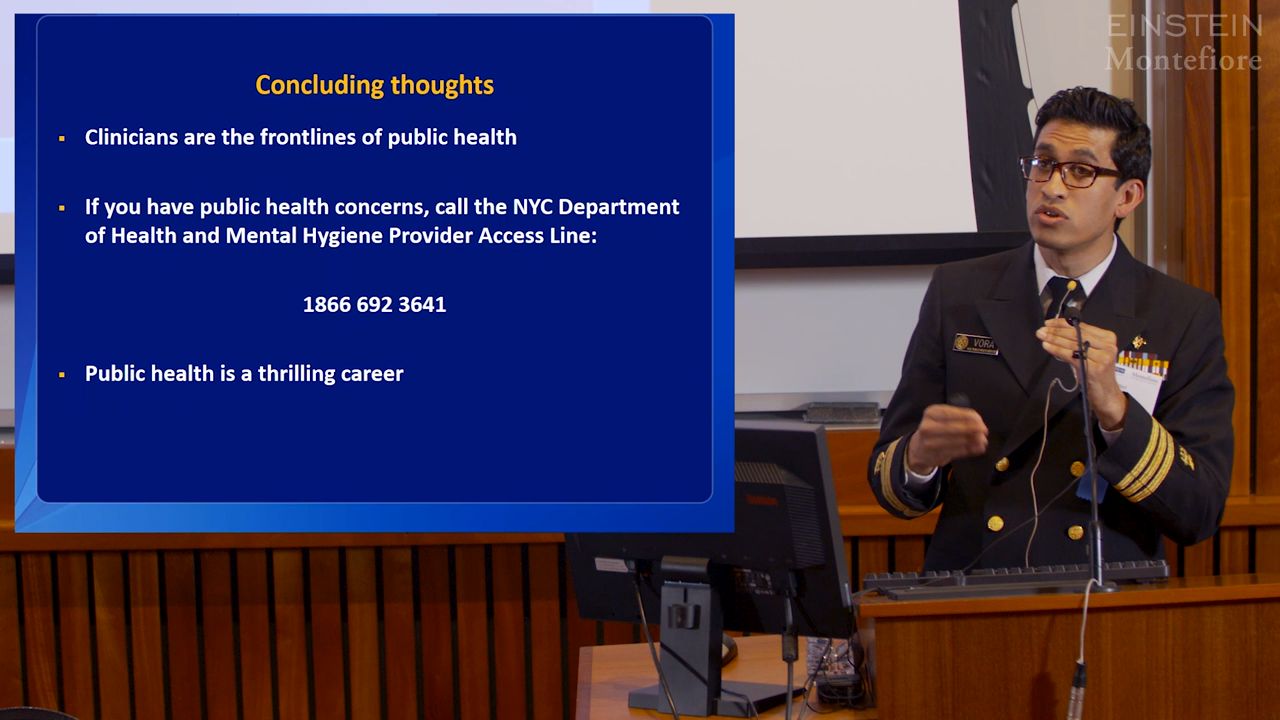 EINSTEIN
Montefiore
Concluding thoughts
▪ Clinicians are the frontlines of public health
▪ If you have public health concerns, call the NYC Department
of Health and Mental Hygiene Provider Access Line:
1866 692 3641
▪ Public health is a thrilling career
VORA